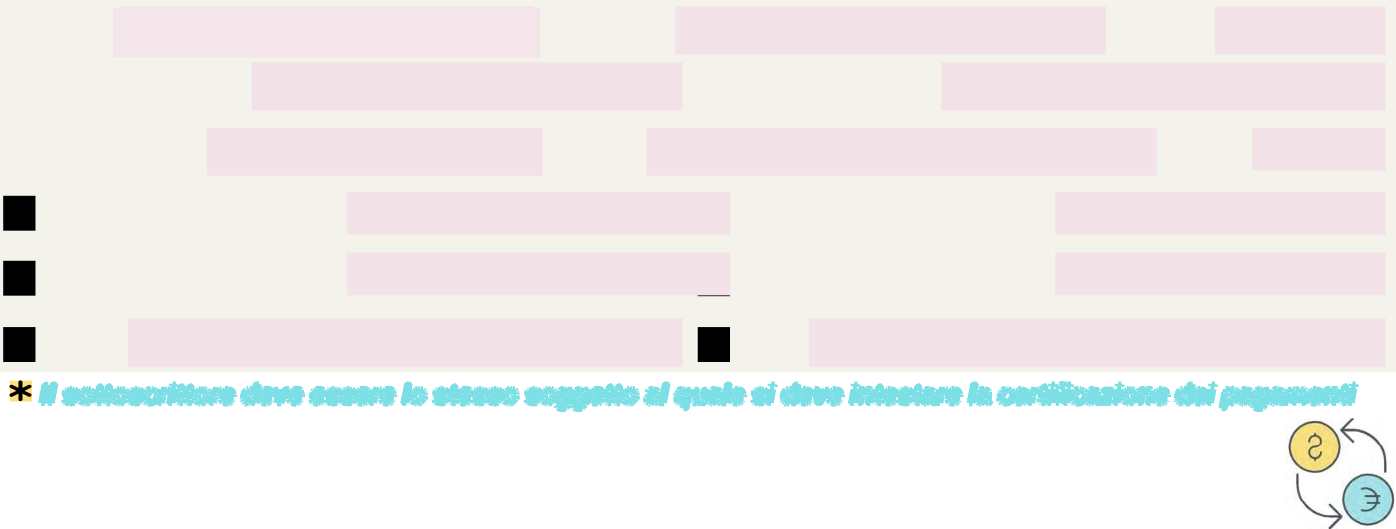 * Il sottoscrittore deve essere lo stesso soggetto al quale si deve intestare la certificazione dei pagamenti